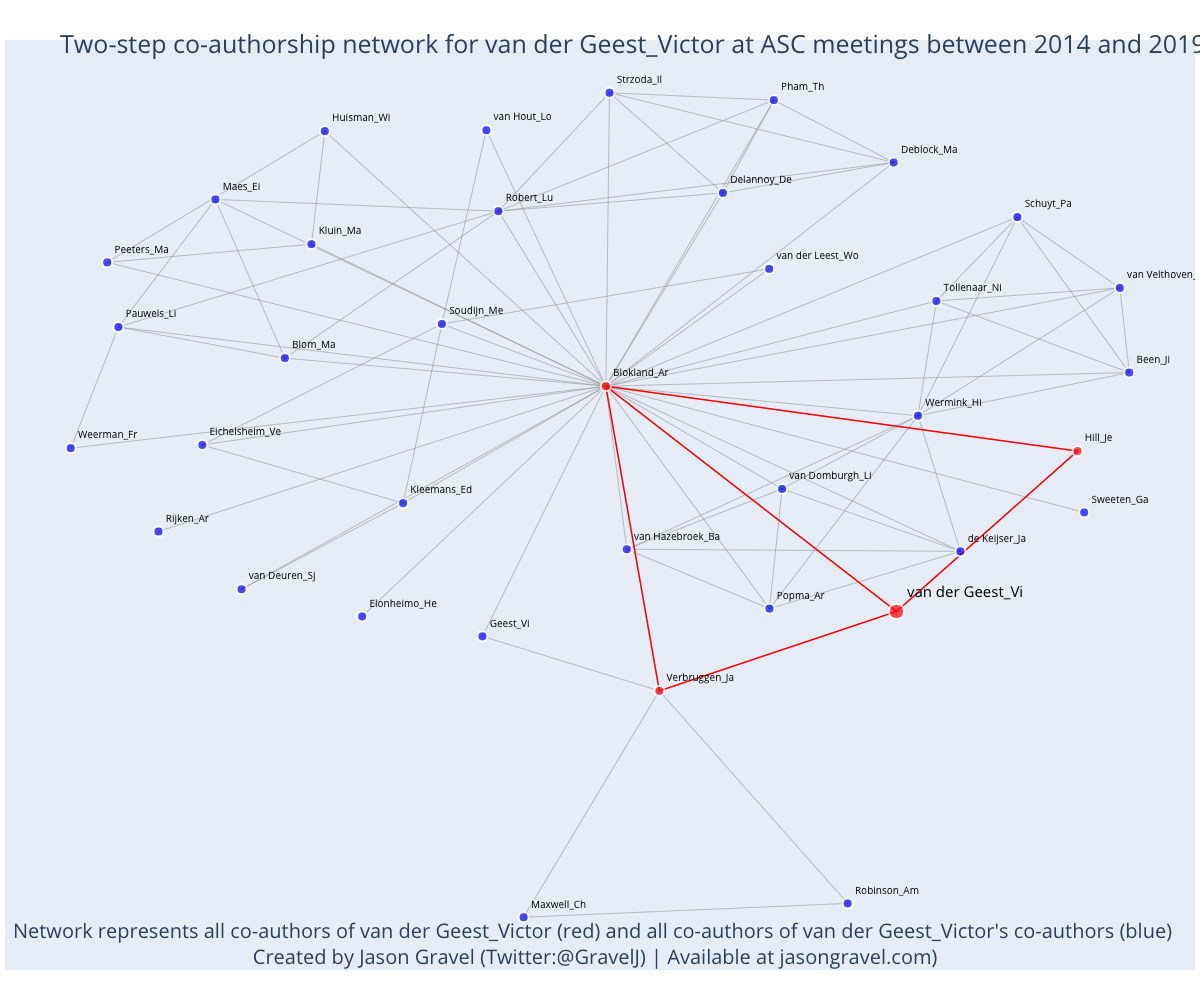 Two-step co-authorship network for van der Geest_Victor at ASC meetings between 2014 and 2019
Strzoda_Il
Pham_Th
Huisman_Wi
van Hout_Lo
Deblock_Ma
Delannoy_De
Maes_El
Robert_Lu
Schuyt_Pa
Kluin_Ma
Peeters_Ma
van der Leest_Wo
van Velthoven_
Tollenaar_Ni
Pauwels_Li
Soudijn_Me
Blom_Ma
Been_Ji
Blokland_Ar
Wermink_Hi
Weerman_Fr
Eichelsheim_Ve
Hill_Je
van Domburgh_Li
Kleemans_Ed
Sweeten_Ga
Rijken_Ar
van Hazebroek_Ba
de Keijser_Ja
van Deuren_Sj
van der Geest_Vi
Popma_Ar
Elonheimo_He
Geest_Vi
Verbruggen_Ja
Robinson_Am
Maxwell_Ch
Network represents all co-authors of van der Geest_Victor (red) and all co-authors of van der Geest_Victor's co-authors (blue)
Created by Jason Gravel (Twitter:@GravelJ) | Available at jasongravel.com)